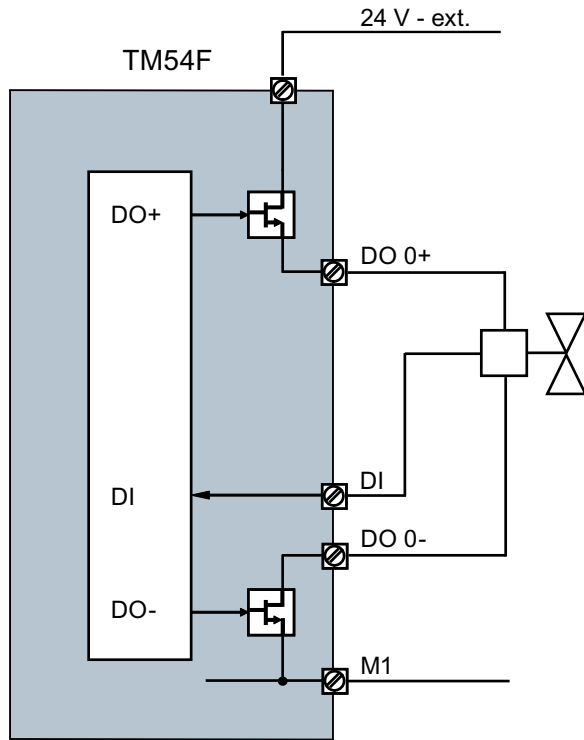 24 V - ext.
TM54F
DO+
DO 0+
DI
DI
DO 0-
DO-
M1